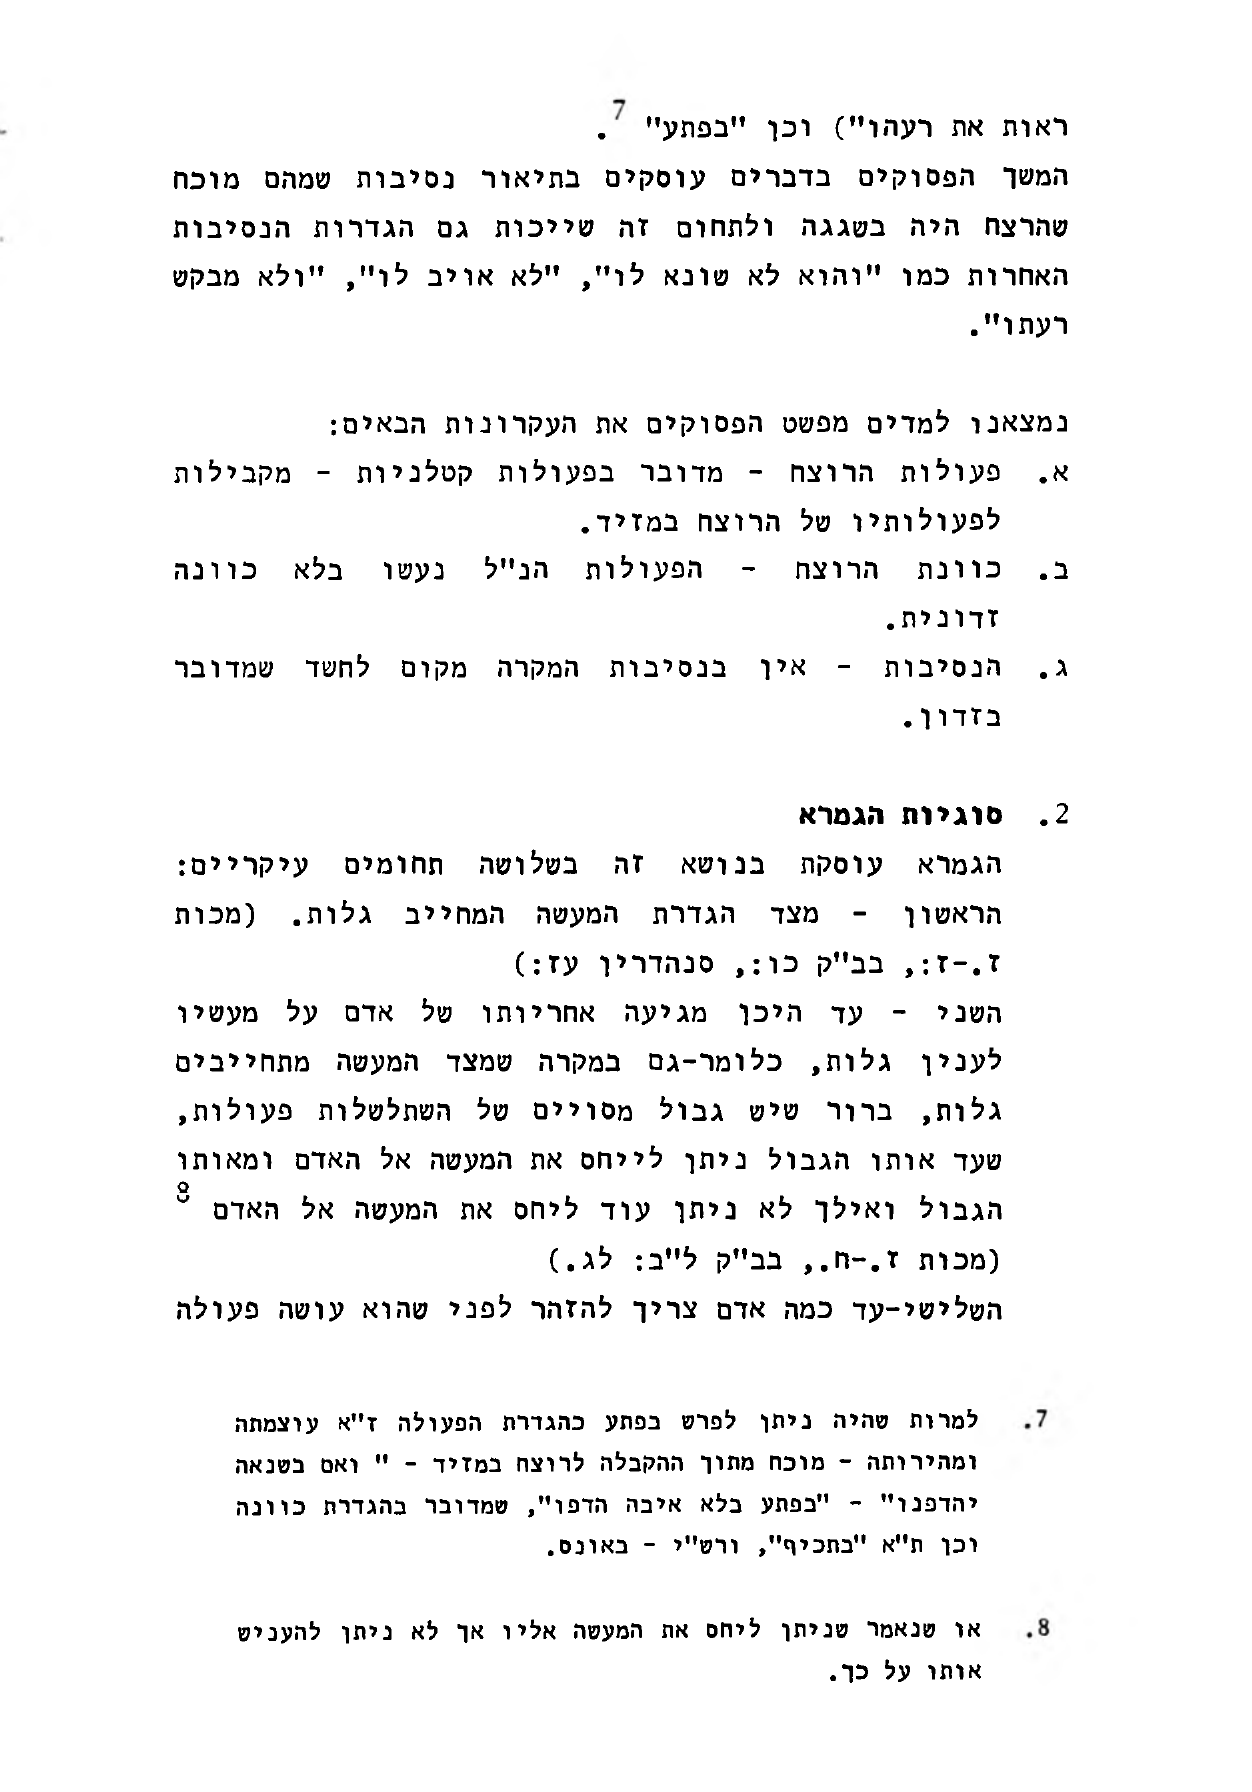 ראות את רעהו") וכן "בפתע" 7.
המשך הפסוקים בדברים עוסקים בתיאור נסיבות שמהם מוכח
שהרצח היה בשגגה ולתחום זה שייכות גם הגדרות הנסיבות
האחרות כמו "והוא לא שונא לו", "לא אויב לו", "ולא מבקש
רעתו".
נמצאנו למדים מפשט הפסוקים את העקרונות הבאים:
א. פעולות הרוצח - מדובר בפעולות קטלניות - מקבילות
לפעולותיו של הרוצח במזיד.
ב. כוונת הרוצח - הפעולות הנ"ל נעשו בלא כוונה
זדונית.
ג. הנסיבות - אין בנסיבות המקרה מקום לחשד שמדובר
בזדון.
2. סוגיות הגמרא
הגמרא עוסקת בנושא זה בשלושה תחומים עיקריים:
הראשון - מצד הגדרת המעשה המחייב גלות. (מכות
ז.-ז:, בב"ק כו:, סנהדרין עז:)
השני - עד היכן מגיעה אחריותו של אדם על מעשיו
לענין גלות, כלומר-גם במקרה שמצד המעשה מתחייבים
גלות, ברור שיש גבול מסויים של השתלשלות פעולות,
שעד אותו הגבול ניתן לייחס את המעשה אל האדם ומאותו
הגבול ואילך לא ניתן עוד ליחס את המעשה אל האדם 8
(מכות ז.-ח., בב"ק ל"ב: לג.)
השלישי-עד כמה אדם צריך להזהר לפני שהוא עושה פעולה
7. למרות שהיה ניתן לפרש בפתע כהגדרת הפעולה ז"א עוצמתה
ומהירותה - מוכח מתוך ההקבלה לרוצח במזיד - " ואם בשנאה
יהדפנו" - "בפתע בלא איבה הדפו", שמדובר בהגדרת כוונה
וכן ת"א "בתכיף", ורש"י - באונס.
8. או שנאמר שניתן ליחס את המעשה אליו אך לא ניתן להעניש
אותו על כך.